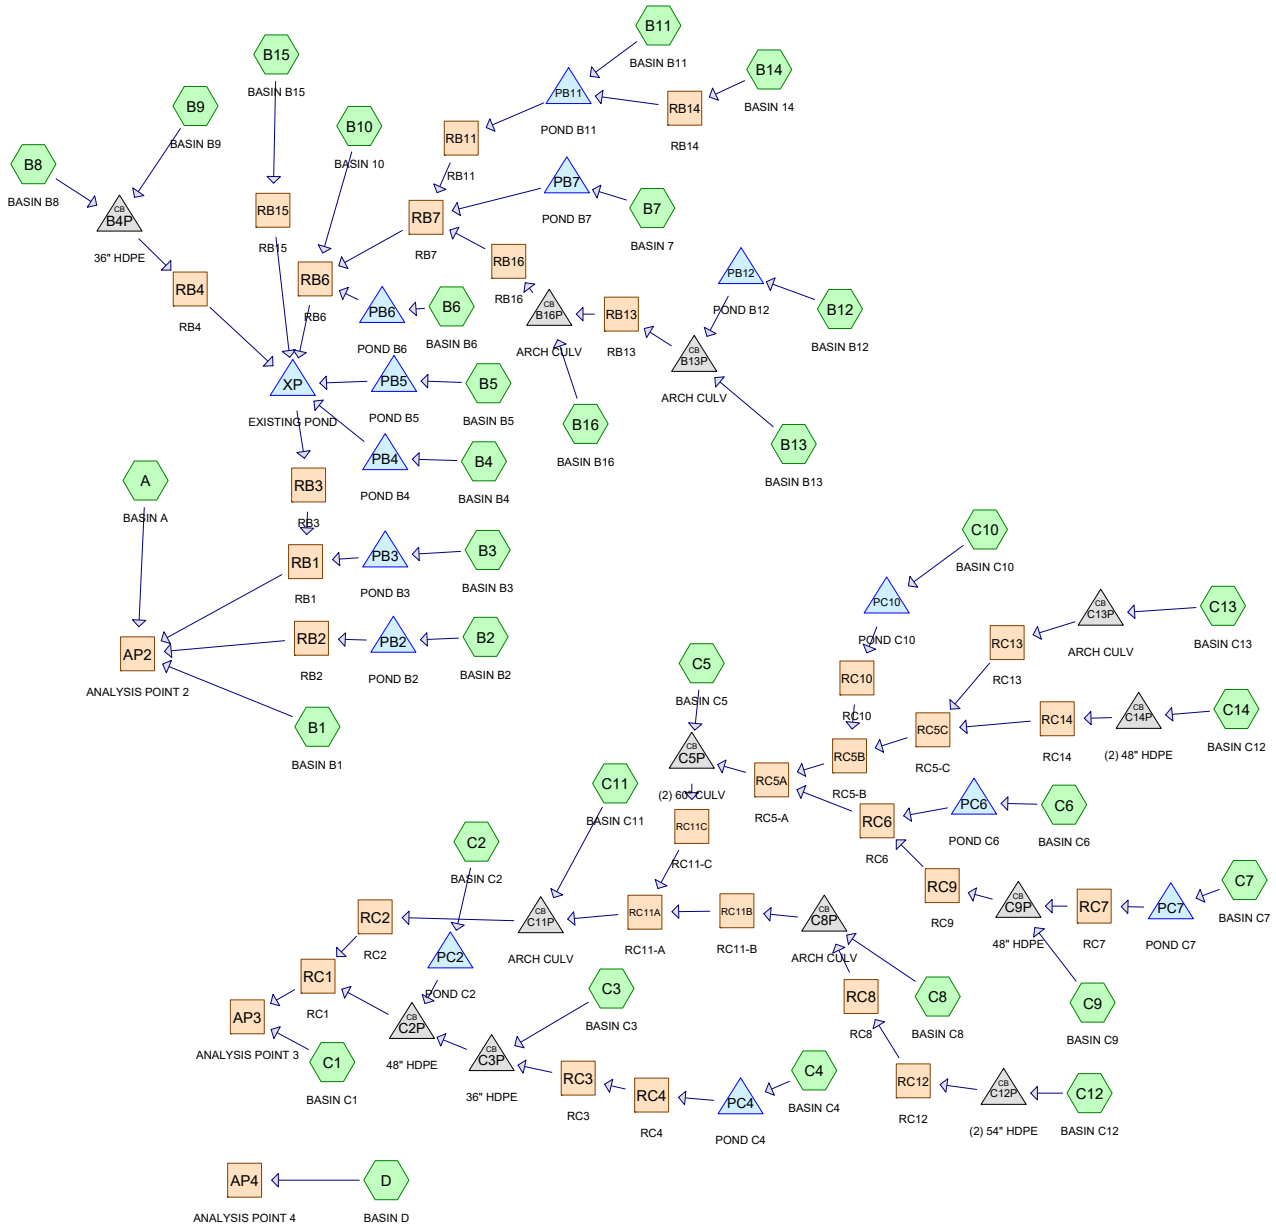 B11
BASIN B11
B15
BASIN B15
B14
BASIN 14
PB11
POND B11
RB14
RB14
B9
BASIN B9
B10
BASIN 10
RB11
RB11
B8
BASIN B8
PB7
POND B7
B7
BASIN 7
CB
B4P
36" HDPE
RB15
RB15
RB7
RB7
RB16
RB16
RB4
RB4
RB6
RB6
PB6
POND B6
B6
BASIN B6
CB
B16P
ARCH CULV
RB13
RB13
PB12
POND B12
B12
BASIN B12
CB
B13P
ARCH CULV
XP
EXISTING POND
PB5
POND B5
B5
BASIN B5
B16
BASIN B16
B13
BASIN B13
PB4
POND B4
B4
BASIN B4
A
BASIN A
RB3
RB3
RB1
RB1
PB3
POND B3
B3
BASIN B3
C10
BASIN C10
PC10
POND C10
CB
C13P
ARCH CULV
C13
BASIN C13
AP2
ANALYSIS POINT 2
RB2
RB2
PB2
POND B2
B2
BASIN B2
RC13
RC13
C5
BASIN C5
RC10
RC10
B1
BASIN B1
RC5C
RC5-C
RC14
RC14
CB
C14P
(2) 48" HDPE
C14
BASIN C12
CB
C5P
(2) 60" CULV
RC5A
RC5-A
RC5B
RC5-B
C11
BASIN C11
RC11C
RC11-C
RC6
RC6
PC6
POND C6
C6
BASIN C6
C2
BASIN C2
RC9
RC9
CB
C9P
48" HDPE
RC7
RC7
PC7
POND C7
C7
BASIN C7
RC2
RC2
CB
C11P
ARCH CULV
RC11A
RC11-A
RC11B
RC11-B
CB
C8P
ARCH CULV
PC2
POND C2
RC1
RC1
C3
BASIN C3
RC8
RC8
C8
BASIN C8
C9
BASIN C9
AP3
ANALYSIS POINT 3
CB
C2P
48" HDPE
C1
BASIN C1
CB
C3P
36" HDPE
RC3
RC3
RC4
RC4
PC4
POND C4
C4
BASIN C4
RC12
RC12
CB
C12P
(2) 54" HDPE
C12
BASIN C12
AP4
ANALYSIS POINT 4
D
BASIN D